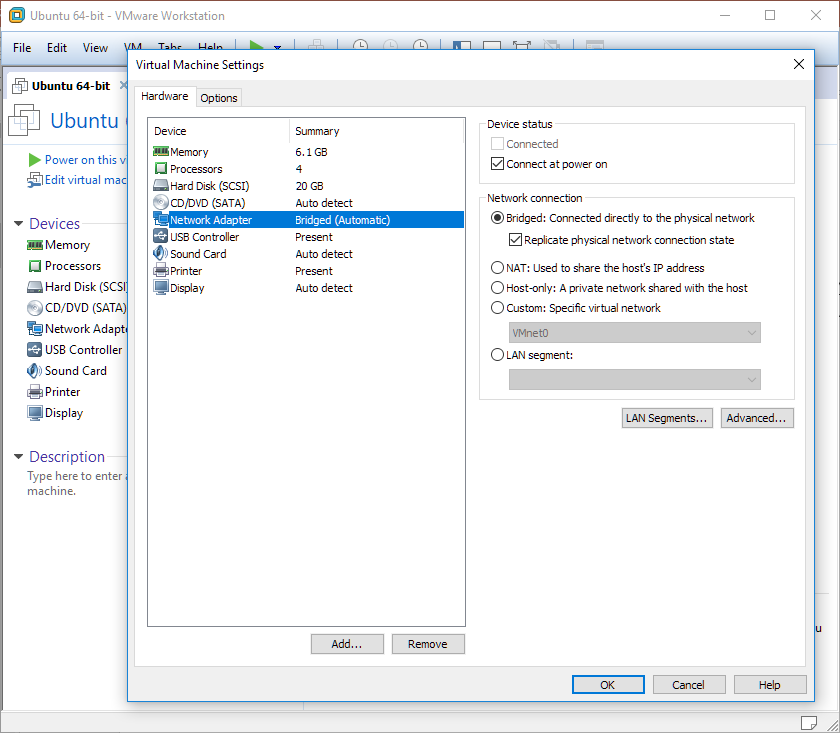 Ubuntu 64-bit - VMware Workstation
File Edit View VM Tabs Help
Ubuntu 64-bit
Ubuntu
Power on this vi
Edit virtual mac
Devices
Memory
Processors
Hard Disk (SCSI
CD/DVD (SATA)
Network Adapte
USB Controller
Sound Card
Printer
Display
Description
Type here to enter a
machine.
Virtual Machine Settings
Hardware Options
Device Summary
Memory 6.1 GB
Processors 4
Hard Disk (SCSI) 20 GB
CD/DVD (SATA) Auto detect
Network Adapter Bridged (Automatic)
USB Controller Present
Sound Card Auto detect
Printer Present
Display Auto detect
Add... Remove
Device status
Connected
Connect at power on
Network connection
Bridged: Connected directly to the physical network
Replicate physical network connection state
NAT: Used to share the host's IP address
Host-only: A private network shared with the host
Custom: Specific virtual network
VMnet0
LAN segment:
LAN Segments... Advanced...
OK Cancel Help